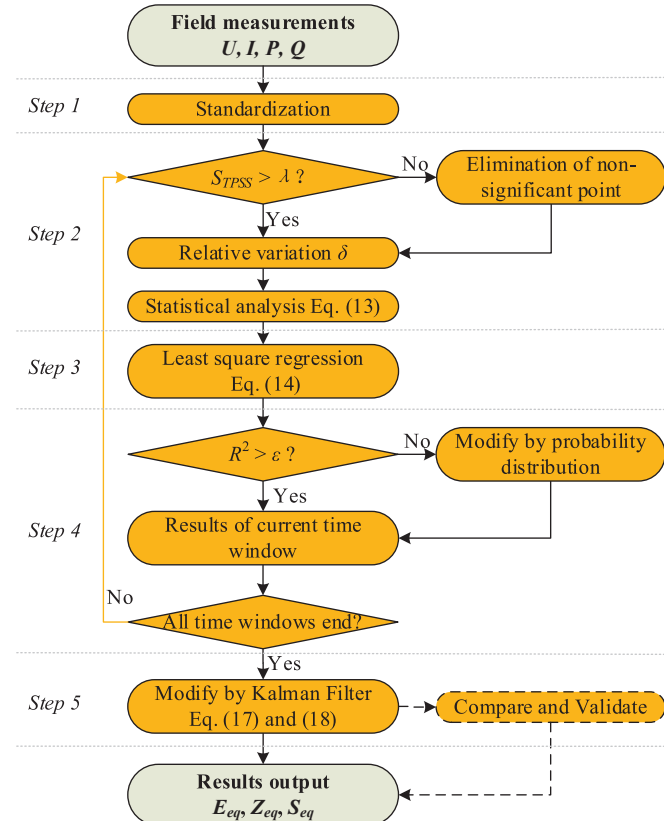 Field measurements
U, I, P, Q
Step 1
Standardization
S_TPSS > λ ?
No
Elimination of non-
significant point
Yes
Step 2
Relative variation δ
Statistical analysis Eq. (13)
Step 3
Least square regression
Eq. (14)
R² > ε ?
No
Modify by probability
distribution
Yes
Step 4
Results of current time
window
No
All time windows end?
Yes
Step 5
Modify by Kalman Filter
Eq. (17) and (18)
Compare and Validate
Results output
E_eq, Z_eq, S_eq